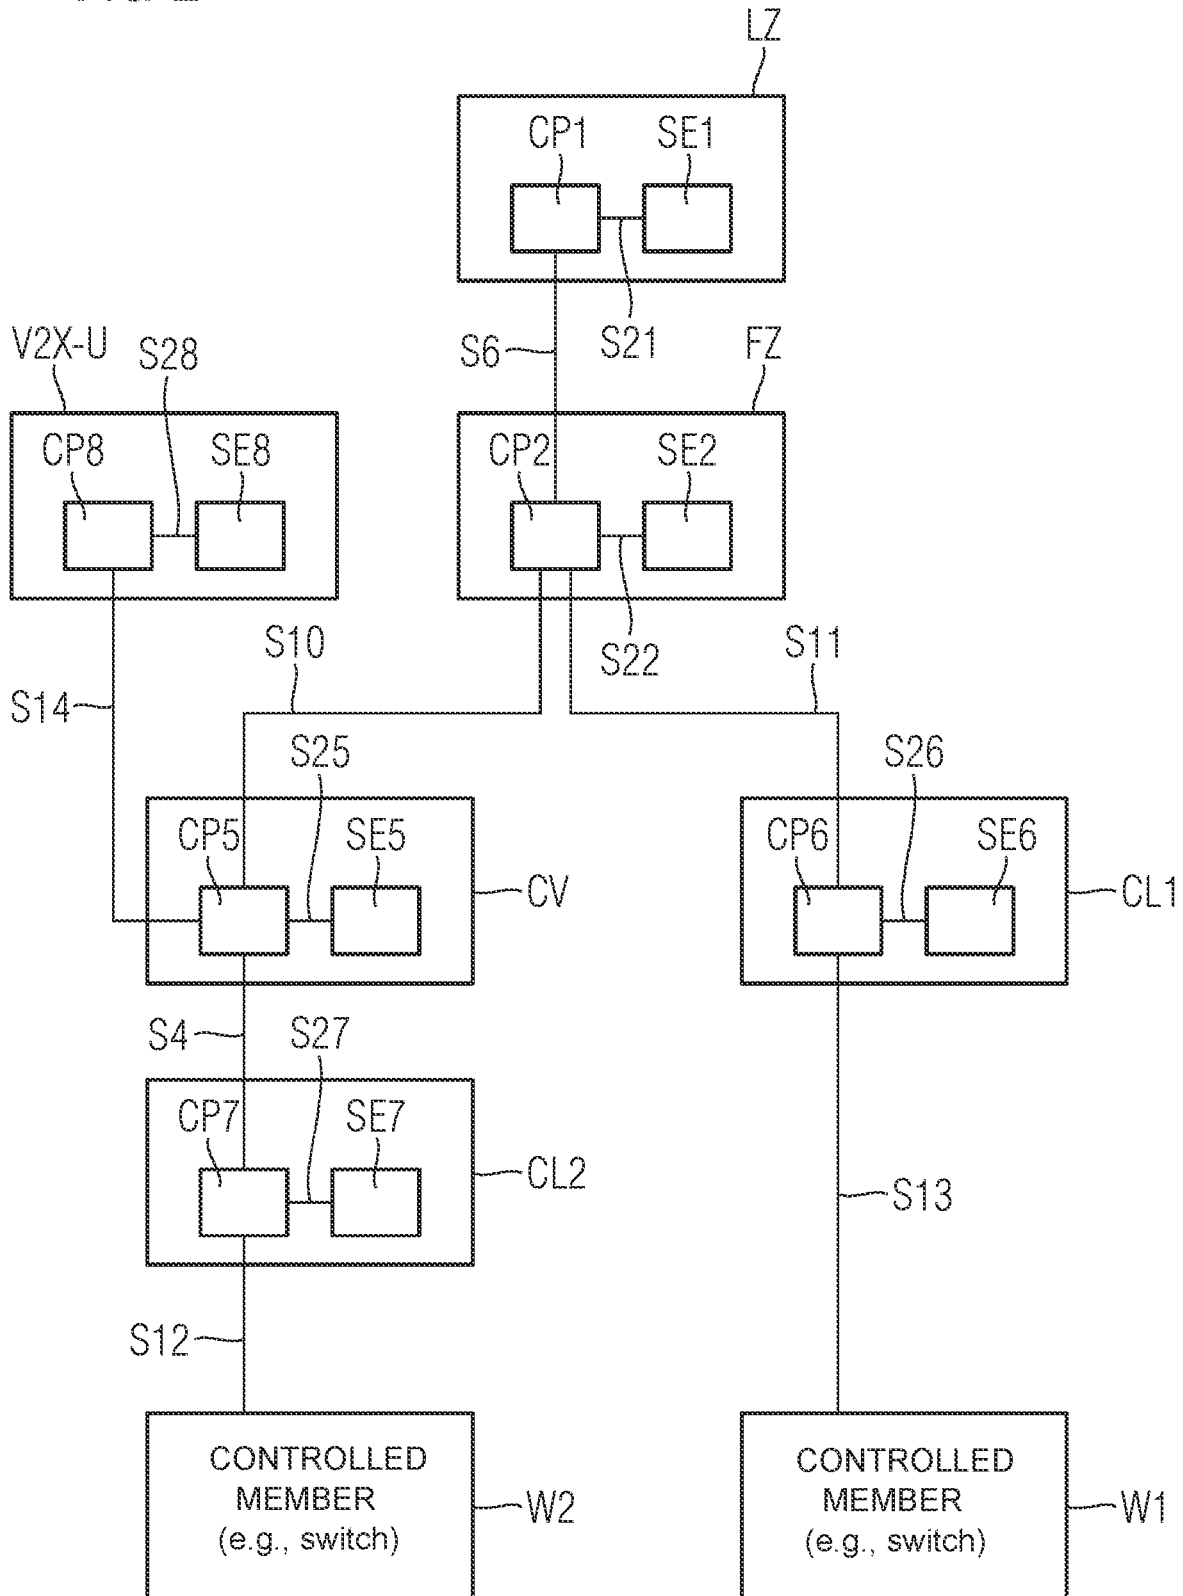 LZ
CP1
SE1
S6
S21
V2X-U
S28
FZ
CP8
SE8
CP2
SE2
S10
S22
S11
S14
S25
S26
CP5
SE5
CV
CP6
SE6
CL1
S4
S27
CP7
SE7
CL2
S13
S12
CONTROLLED
MEMBER
(e.g., switch)
W2
CONTROLLED
MEMBER
(e.g., switch)
W1